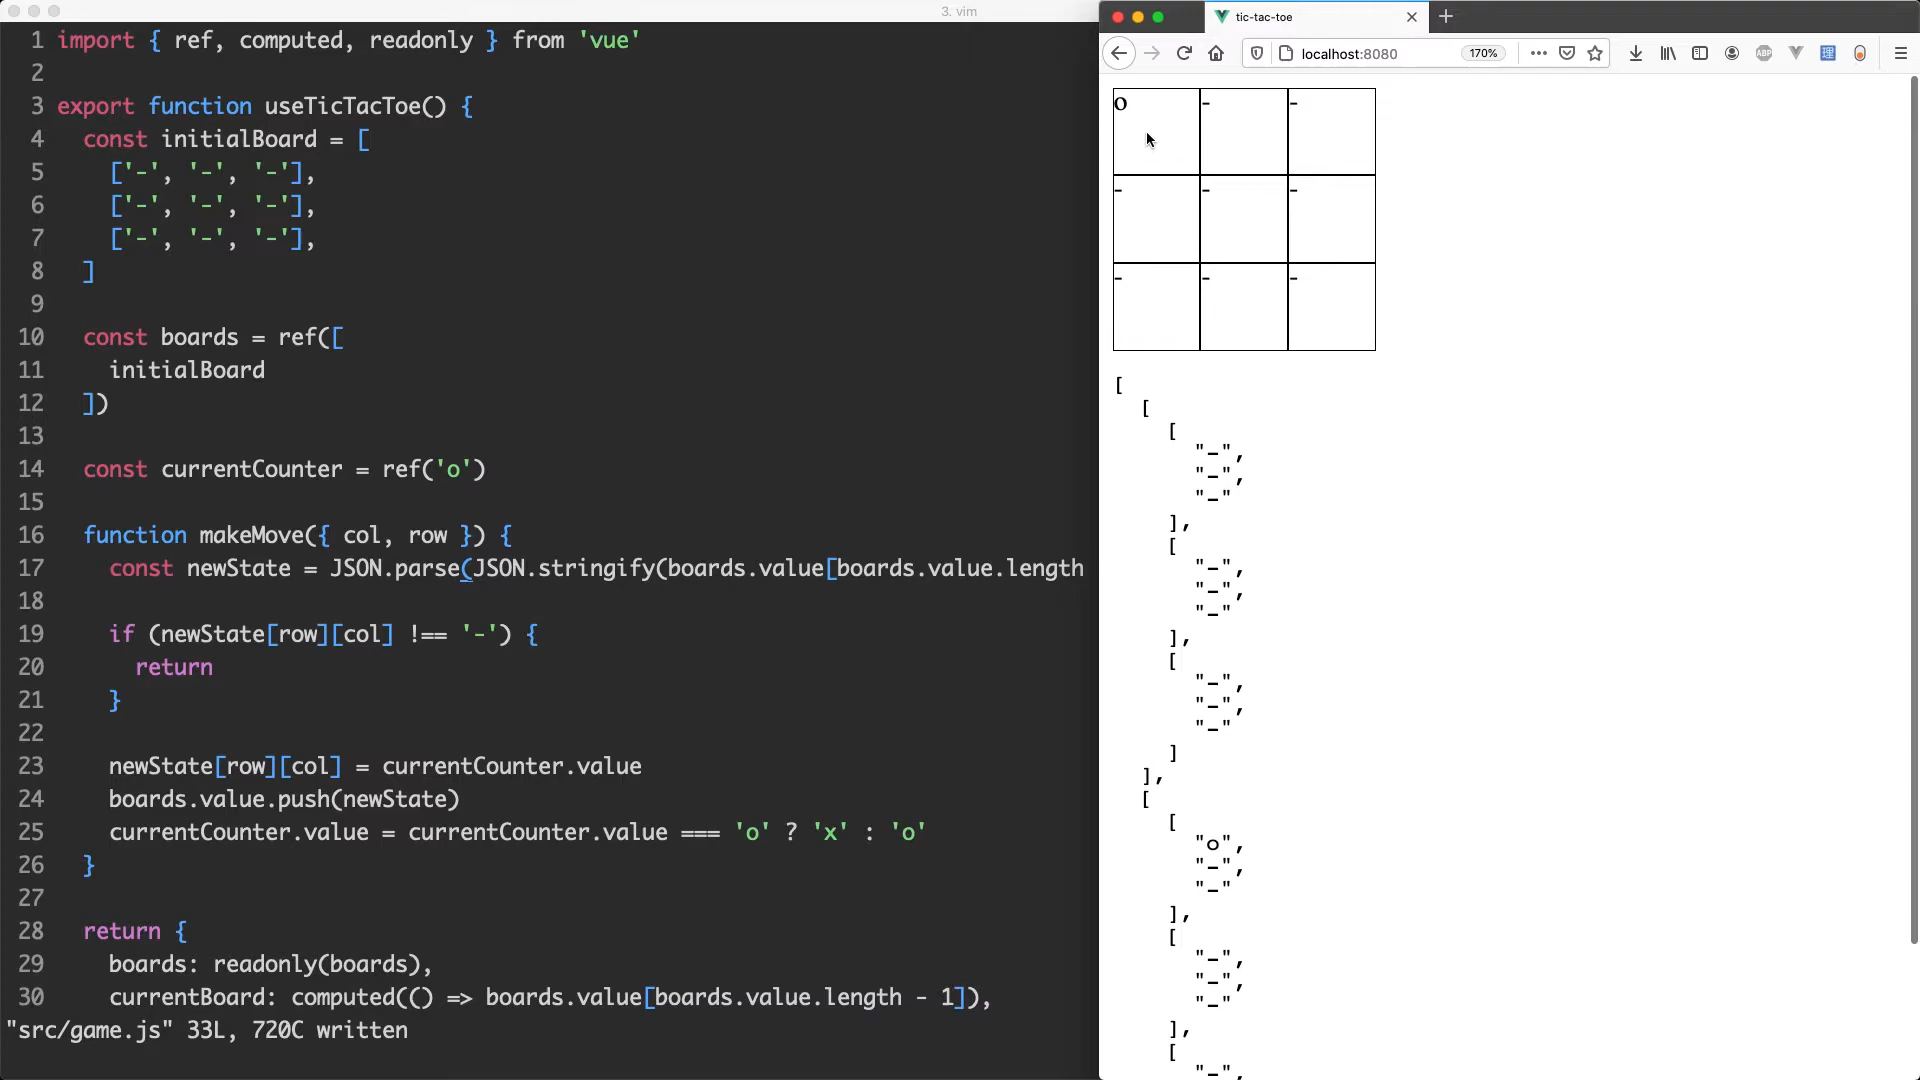 3. vim
1 import { ref, computed, readonly } from 'vue'
2
3 export function useTicTacToe() {
4 const initialBoard = [
5 ['-', '-', '-'],
6 ['-', '-', '-'],
7 ['-', '-', '-'],
8 ]
9
10 const boards = ref([
11 initialBoard
12 ])
13
14 const currentCounter = ref('o')
15
16 function makeMove({ col, row }) {
17 const newState = JSON.parse(JSON.stringify(boards.value[boards.value.length
18
19 if (newState[row][col] !== '-') {
20 return
21 }
22
23 newState[row][col] = currentCounter.value
24 boards.value.push(newState)
25 currentCounter.value = currentCounter.value === 'o' ? 'x' : 'o'
26 }
27
28 return {
29 boards: readonly(boards),
30 currentBoard: computed(() => boards.value[boards.value.length - 1]),
"src/game.js" 33L, 720C written
tic-tac-toe
localhost:8080 170%
ABP 理
o - -
- - -
- - -
[
[
[
"-",
"-",
"-"
],
[
"-",
"-",
"-"
],
[
"-",
"-",
"-"
]
],
[
[
"o",
"-",
"-"
],
[
"-",
"-",
"-"
],
[
"-",